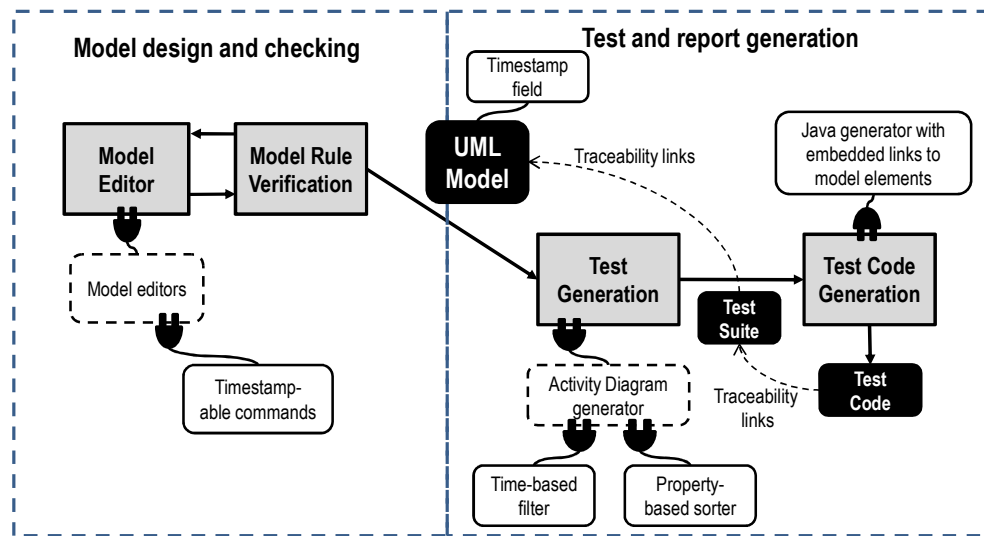 Model design and checking
Test and report generation
Timestamp
field
UML
Model
Traceability links
Java generator with
embedded links to
model elements
Model
Editor
Model Rule
Verification
Test
Generation
Test Code
Generation
Model editors
Test
Suite
Timestamp-
able commands
Activity Diagram
generator
Traceability
links
Test
Code
Time-based
filter
Property-
based sorter